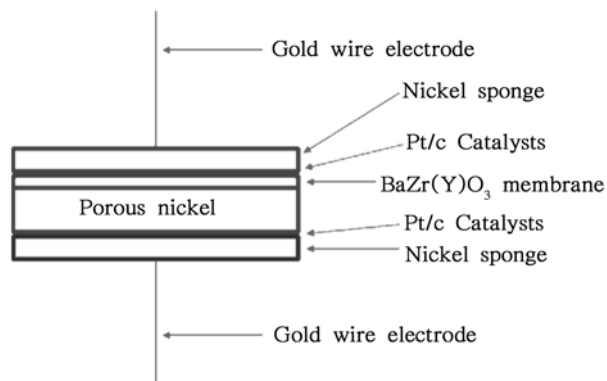 Gold wire electrode
Nickel sponge
Pt/c Catalysts
BaZr(Y)O₃ membrane
Porous nickel
Pt/c Catalysts
Nickel sponge
Gold wire electrode